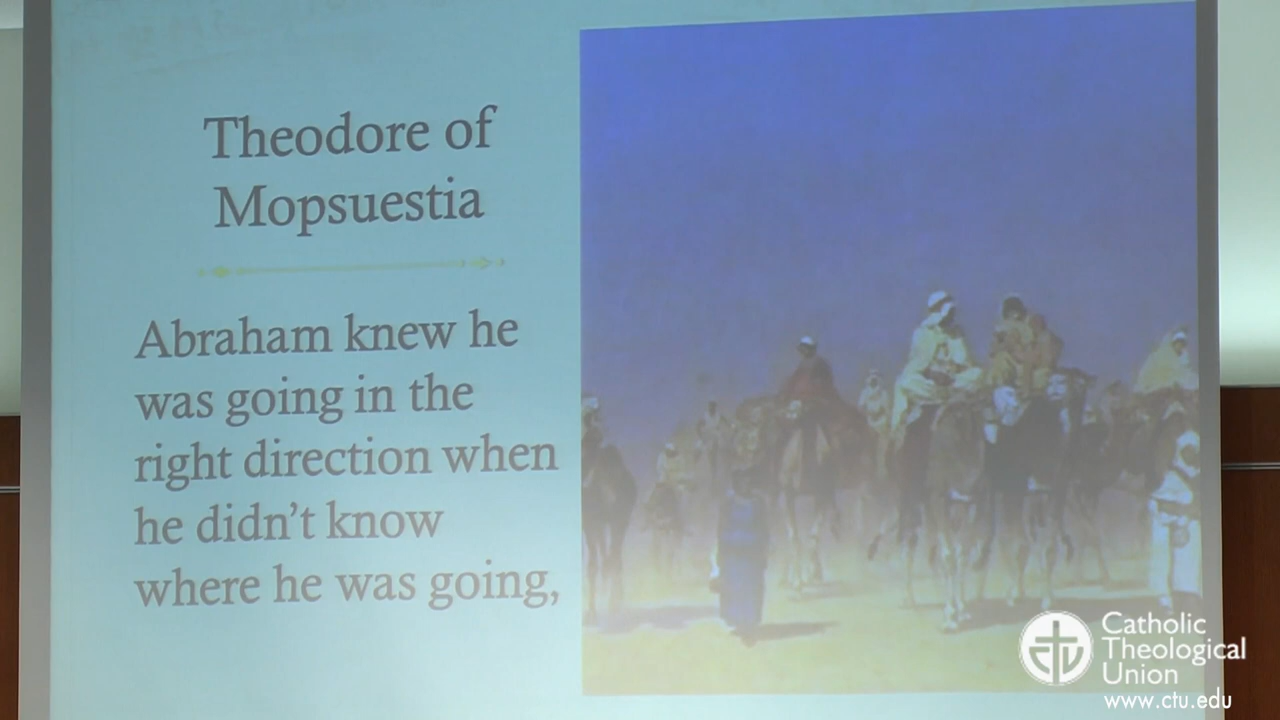 Theodore of
Mopsuestia
Abraham knew he
was going in the
right direction when
he didn't know
where he was going,
Catholic
Theological
Union
www.ctu.edu